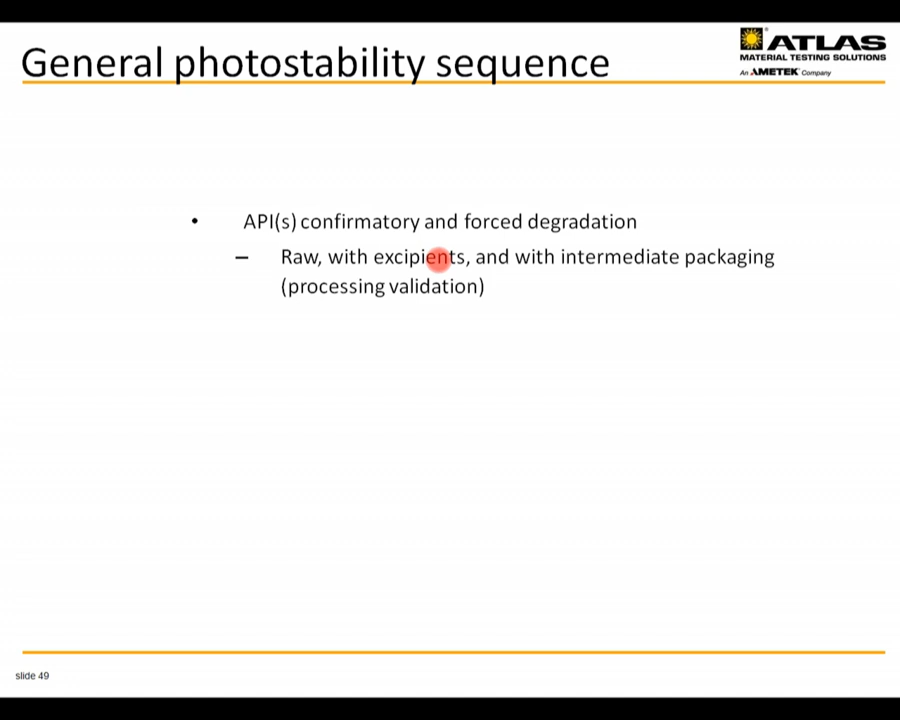 General photostability sequence
ATLAS
MATERIAL TESTING SOLUTIONS
An AMETEK Company
• API(s) confirmatory and forced degradation
– Raw, with excipients, and with intermediate packaging
(processing validation)
slide 49